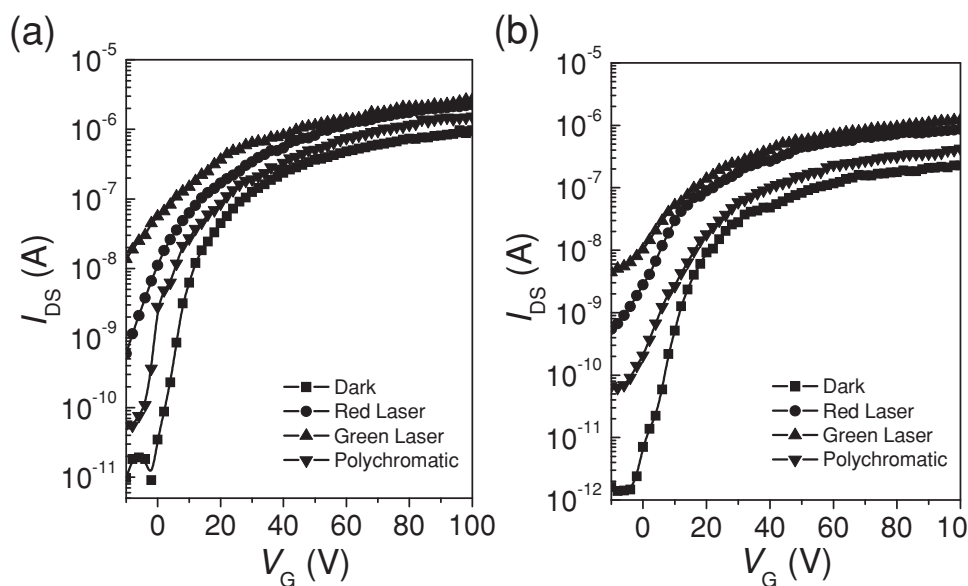 (a)
10^-5
10^-6
10^-7
10^-8
10^-9
10^-10
10^-11
I_DS (A)
Dark
Red Laser
Green Laser
Polychromatic
0 20 40 60 80 100
V_G (V)
(b)
10^-5
10^-6
10^-7
10^-8
10^-9
10^-10
10^-11
10^-12
I_DS (A)
Dark
Red Laser
Green Laser
Polychromatic
0 20 40 60 80 10
V_G (V)